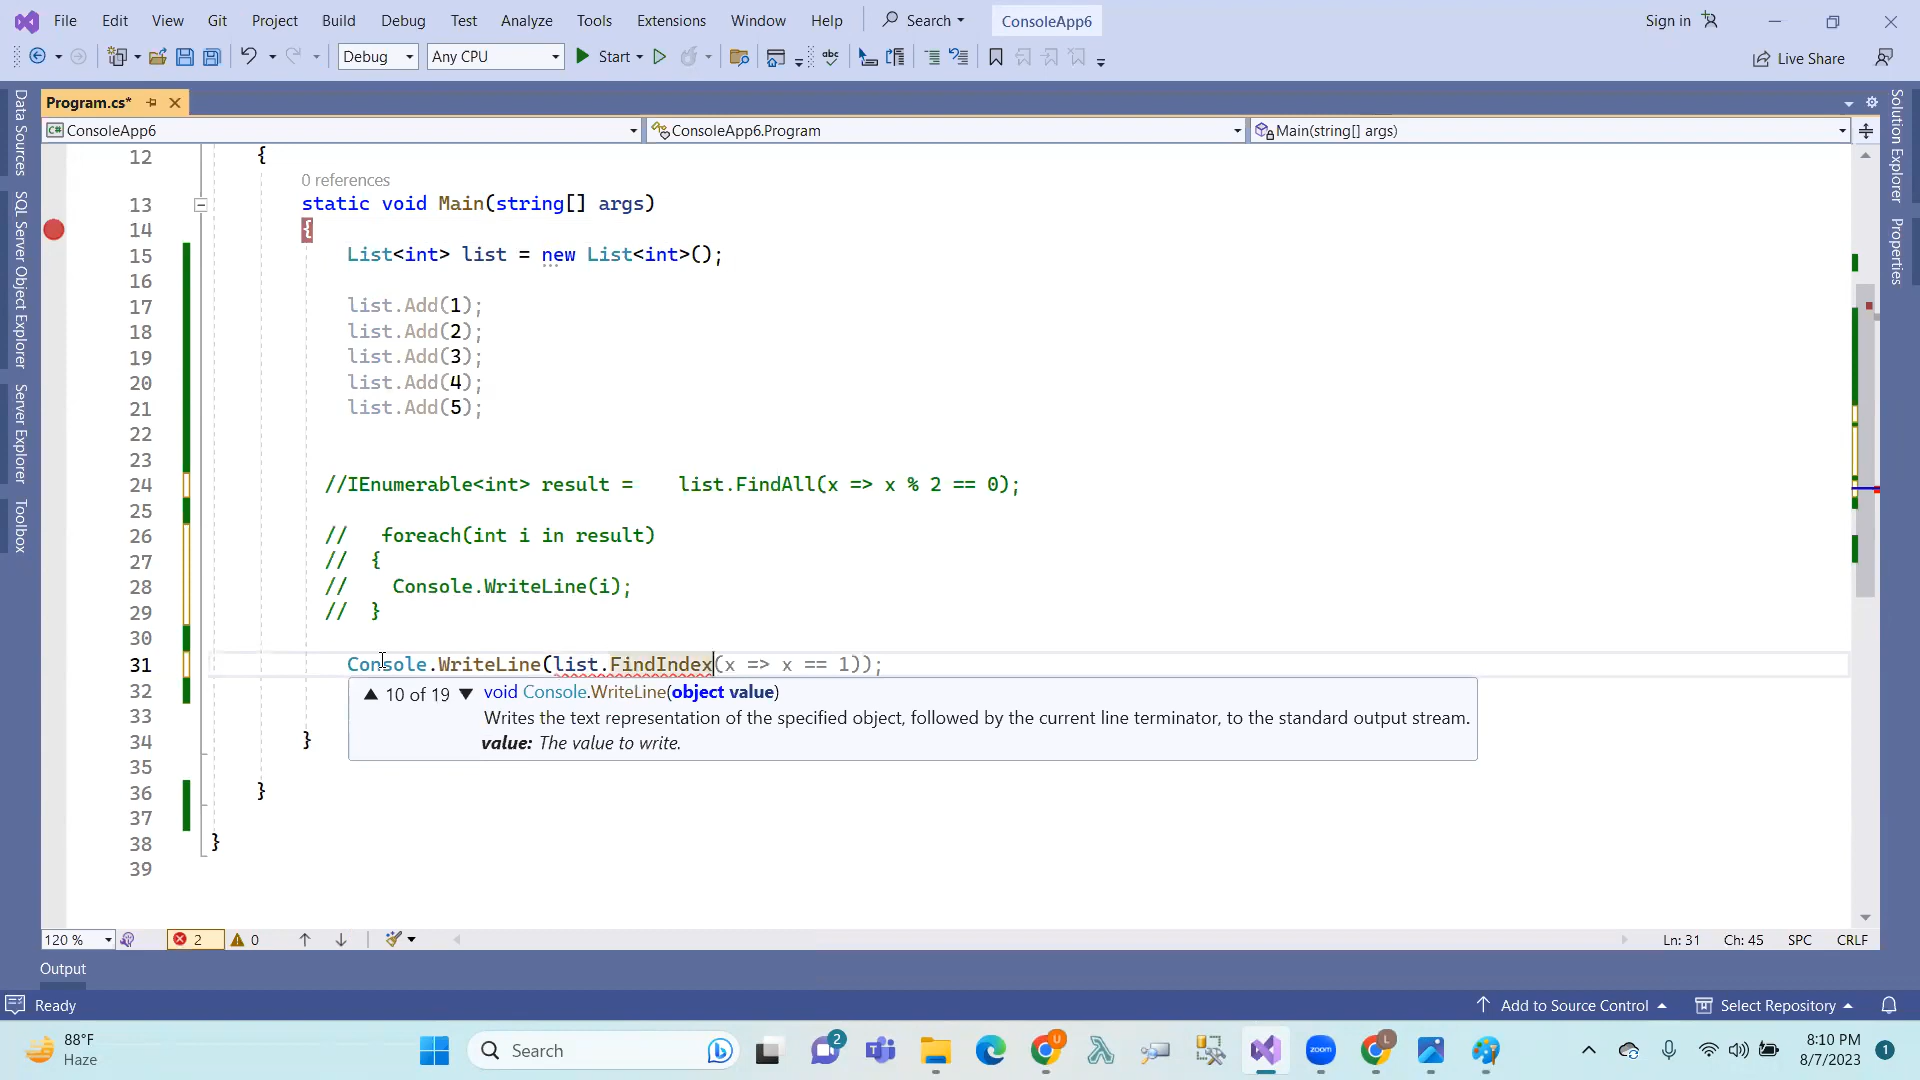 File Edit View Git Project Build Debug Test Analyze Tools Extensions Window Help Search ConsoleApp6 Sign in
Debug Any CPU Start Live Share
Program.cs*
ConsoleApp6 ConsoleApp6.Program Main(string[] args)
Data Sources
SQL Server Object Explorer
Server Explorer
Toolbox
Solution Explorer
Properties
12 {
0 references
13 static void Main(string[] args)
14 {
15 List<int> list = new List<int>();
16
17 list.Add(1);
18 list.Add(2);
19 list.Add(3);
20 list.Add(4);
21 list.Add(5);
22
23
24 //IEnumerable<int> result =    list.FindAll(x => x % 2 == 0);
25
26 //   foreach(int i in result)
27 //  {
28 //    Console.WriteLine(i);
29 //  }
30
31 Console.WriteLine(list.FindIndex(x => x == 1));
32
10 of 19 void Console.WriteLine(object value)
Writes the text representation of the specified object, followed by the current line terminator, to the standard output stream.
value: The value to write.
33
34 }
35
36 }
37
38 }
39
120 % 2 0 Ln: 31 Ch: 45 SPC CRLF
Output
Ready Add to Source Control Select Repository
88°F
Haze
Search
2
U
zoom
L
8:10 PM
8/7/2023
1